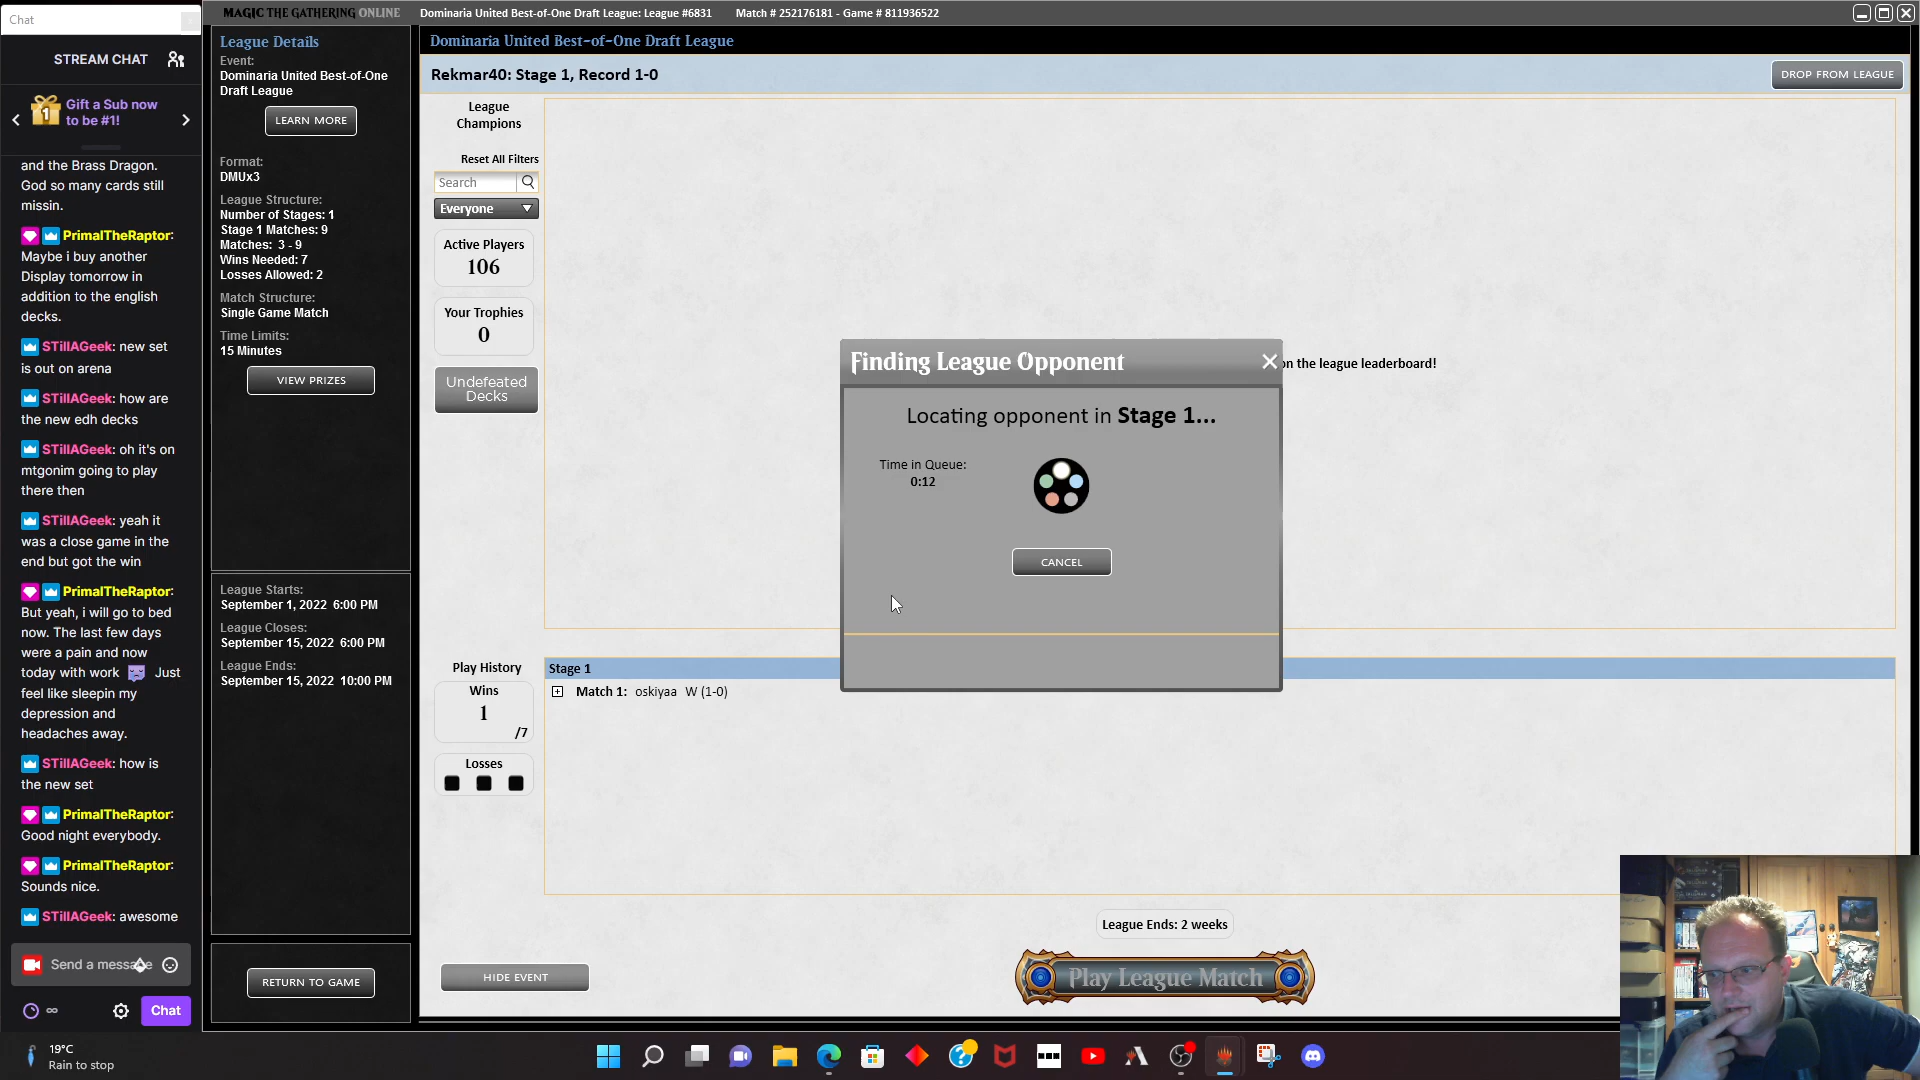 Chat
STREAM CHAT
Gift a Sub now
to be #1!
and the Brass Dragon.
God so many cards still
missin.
PrimalTheRaptor:
Maybe i buy another
Display tomorrow in
addition to the english
decks.
STillAGeek: new set
is out on arena
STillAGeek: how are
the new edh decks
STillAGeek: oh it's on
mtgonim going to play
there then
STillAGeek: yeah it
was a close game in the
end but got the win
PrimalTheRaptor:
But yeah, i will go to bed
now. The last few days
were a pain and now
today with work Just
feel like sleepin my
depression and
headaches away.
STillAGeek: how is
the new set
PrimalTheRaptor:
Good night everybody.
PrimalTheRaptor:
Sounds nice.
STillAGeek: awesome
Send a message
∞
Chat
MAGIC THE GATHERING ONLINE Dominaria United Best-of-One Draft League: League #6831 Match # 252176181 - Game # 811936522
League Details
Event:
Dominaria United Best-of-One
Draft League
LEARN MORE
Format:
DMUx3
League Structure:
Number of Stages: 1
Stage 1 Matches: 9
Matches: 3 - 9
Wins Needed: 7
Losses Allowed: 2
Match Structure:
Single Game Match
Time Limits:
15 Minutes
VIEW PRIZES
League Starts:
September 1, 2022 6:00 PM
League Closes:
September 15, 2022 6:00 PM
League Ends:
September 15, 2022 10:00 PM
RETURN TO GAME
Dominaria United Best-of-One Draft League
Rekmar40: Stage 1, Record 1-0
DROP FROM LEAGUE
League
Champions
Reset All Filters
Search
Everyone
Active Players
106
Your Trophies
0
Undefeated
Decks
on the league leaderboard!
Finding League Opponent
Locating opponent in Stage 1...
Time in Queue:
0:12
CANCEL
Play History
Wins
1
/7
Losses
Stage 1
Match 1: oskiyaa W (1-0)
League Ends: 2 weeks
HIDE EVENT
Play League Match
19°C
Rain to stop